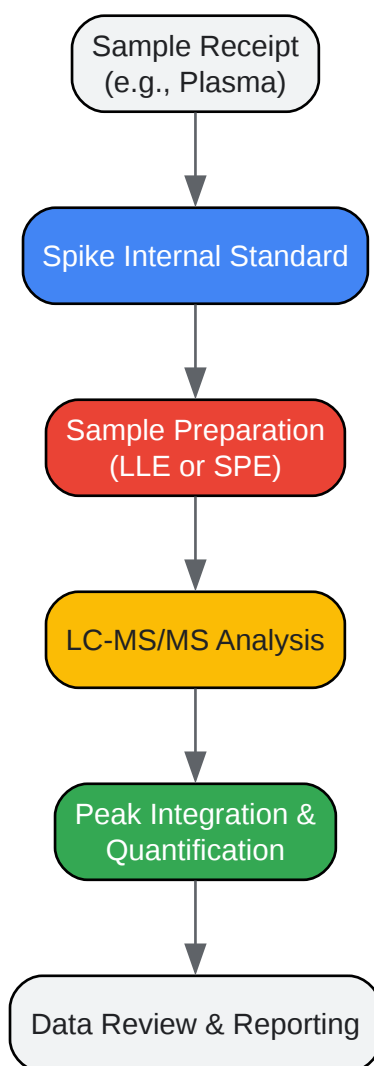 Sample Receipt
(e.g., Plasma)
Spike Internal Standard
Sample Preparation
(LLE or SPE)
LC-MS/MS Analysis
Peak Integration &
Quantification
Data Review & Reporting